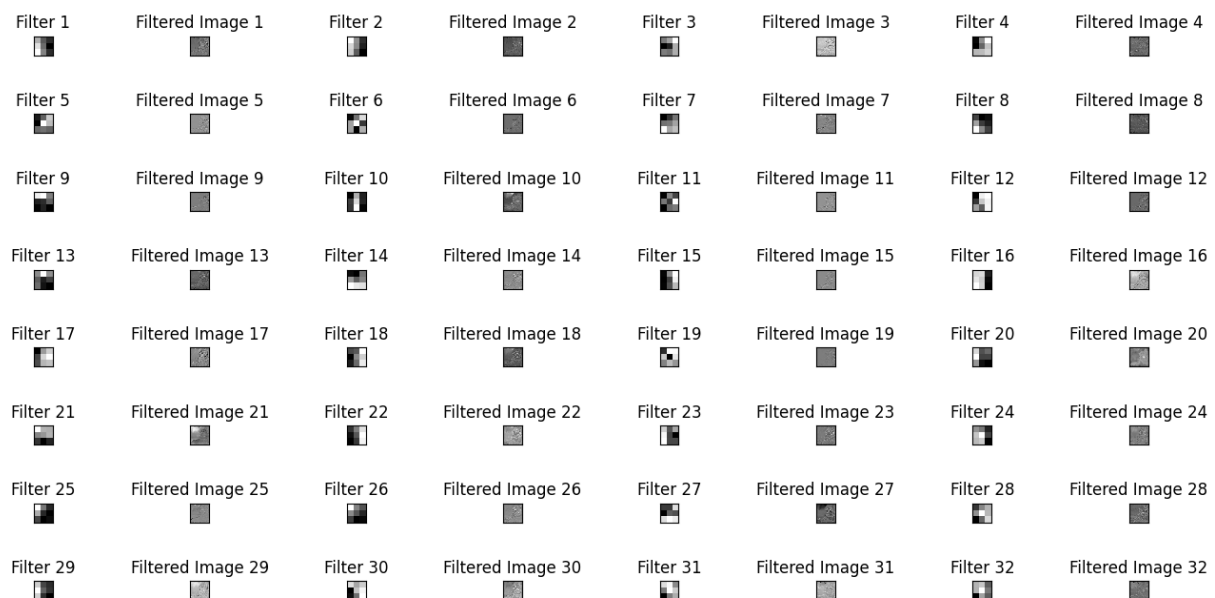 Filter 1 Filtered Image 1 Filter 2 Filtered Image 2 Filter 3 Filtered Image 3 Filter 4 Filtered Image 4
Filter 5 Filtered Image 5 Filter 6 Filtered Image 6 Filter 7 Filtered Image 7 Filter 8 Filtered Image 8
Filter 9 Filtered Image 9 Filter 10 Filtered Image 10 Filter 11 Filtered Image 11 Filter 12 Filtered Image 12
Filter 13 Filtered Image 13 Filter 14 Filtered Image 14 Filter 15 Filtered Image 15 Filter 16 Filtered Image 16
Filter 17 Filtered Image 17 Filter 18 Filtered Image 18 Filter 19 Filtered Image 19 Filter 20 Filtered Image 20
Filter 21 Filtered Image 21 Filter 22 Filtered Image 22 Filter 23 Filtered Image 23 Filter 24 Filtered Image 24
Filter 25 Filtered Image 25 Filter 26 Filtered Image 26 Filter 27 Filtered Image 27 Filter 28 Filtered Image 28
Filter 29 Filtered Image 29 Filter 30 Filtered Image 30 Filter 31 Filtered Image 31 Filter 32 Filtered Image 32